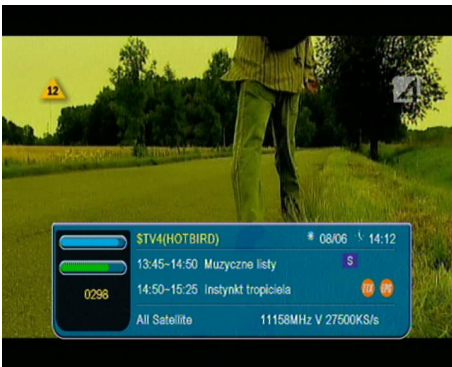 12
4
$TV4(HOTBIRD) 08/06 14:12
13:45~14:50 Muzyczne listy S
0298 14:50~15:25 Instynkt tropiciela TTX EPG
All Satellite 11158MHz V 27500KS/s